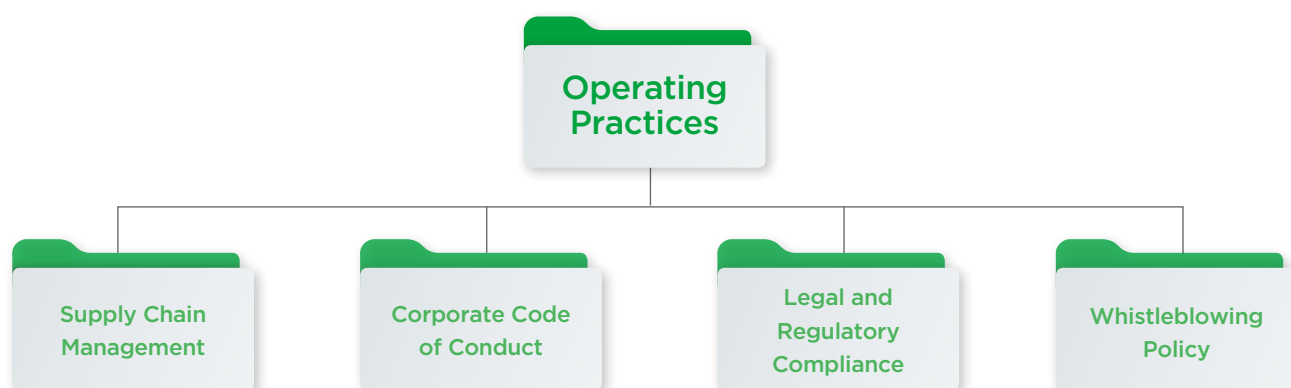 Operating
Practices
Supply Chain
Management
Corporate Code
of Conduct
Legal and
Regulatory
Compliance
Whistleblowing
Policy